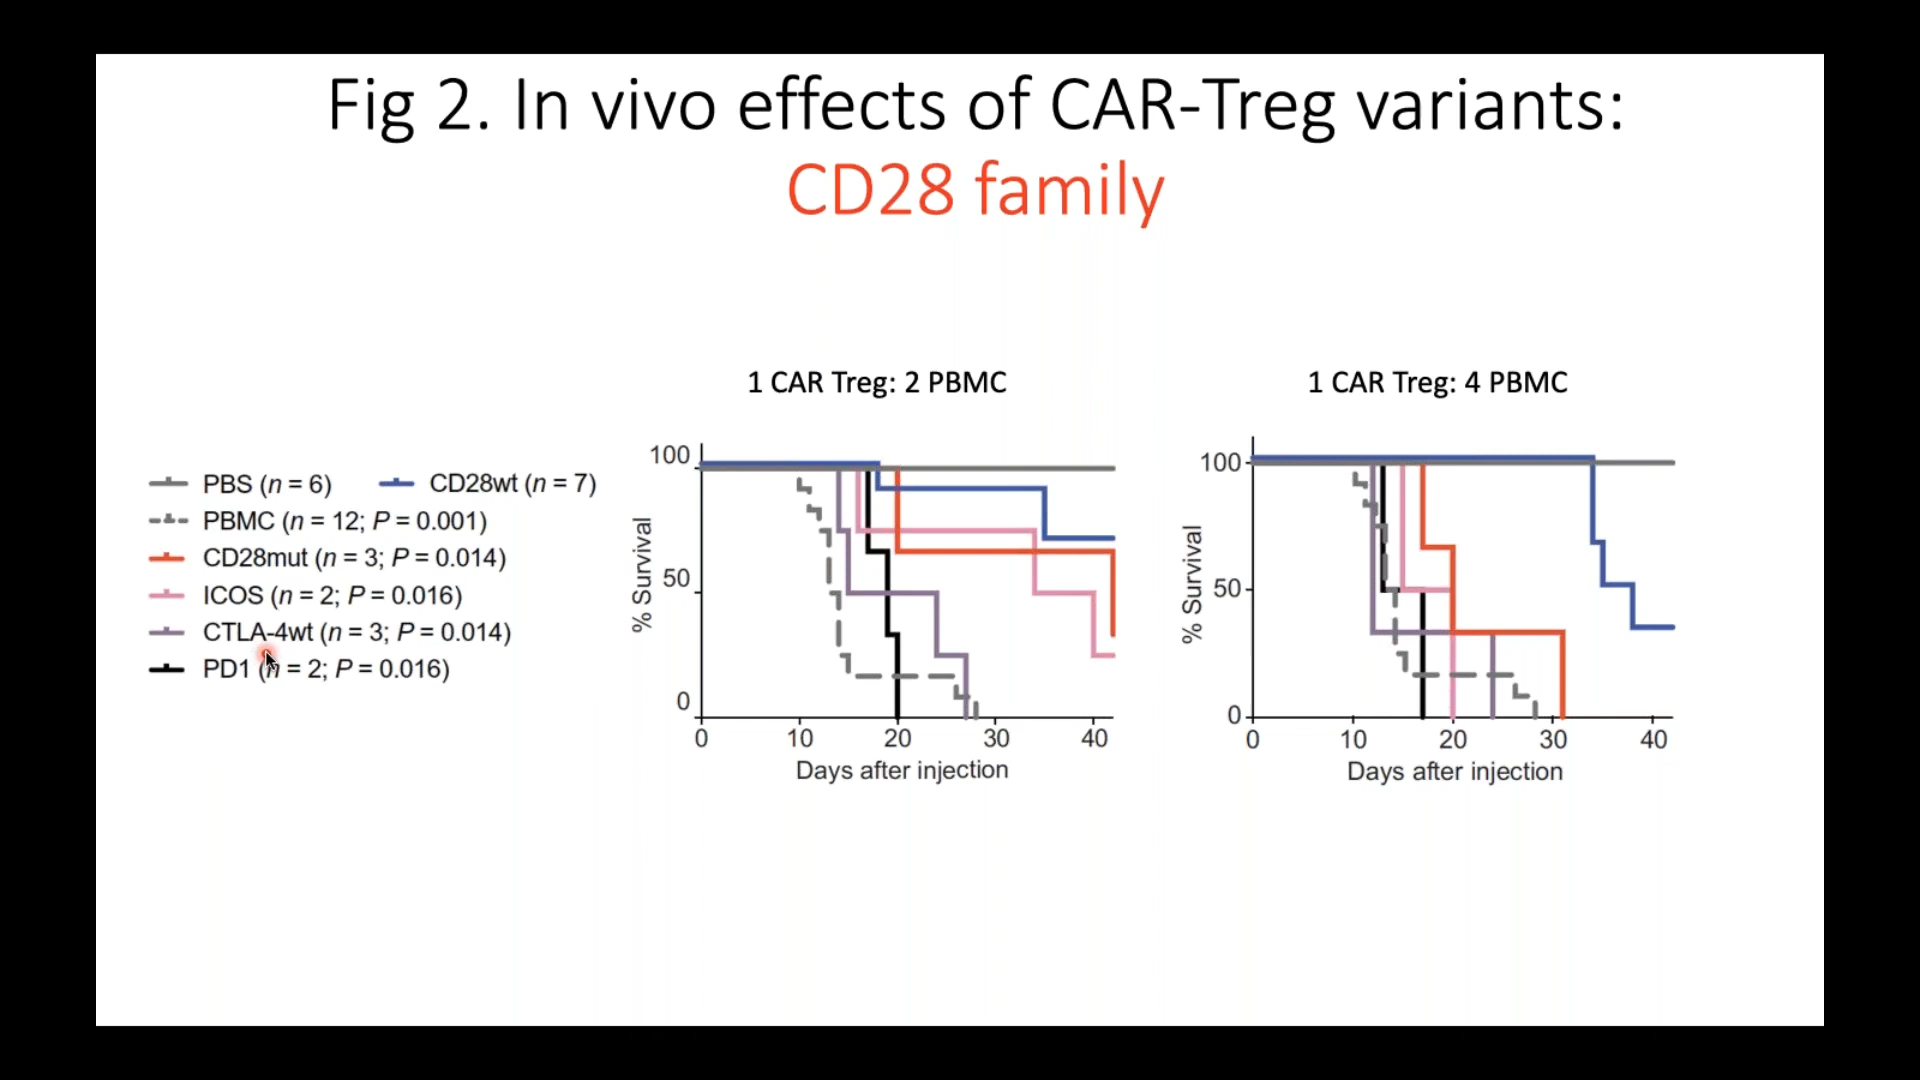 Fig 2. In vivo effects of CAR-Treg variants:
CD28 family
1 CAR Treg: 2 PBMC
1 CAR Treg: 4 PBMC
PBS (n = 6)
CD28wt (n = 7)
PBMC (n = 12; P = 0.001)
CD28mut (n = 3; P = 0.014)
ICOS (n = 2; P = 0.016)
CTLA-4wt (n = 3; P = 0.014)
PD1 (n = 2; P = 0.016)
% Survival
100
50
0
0 10 20 30 40
Days after injection
% Survival
100
50
0
0 10 20 30 40
Days after injection